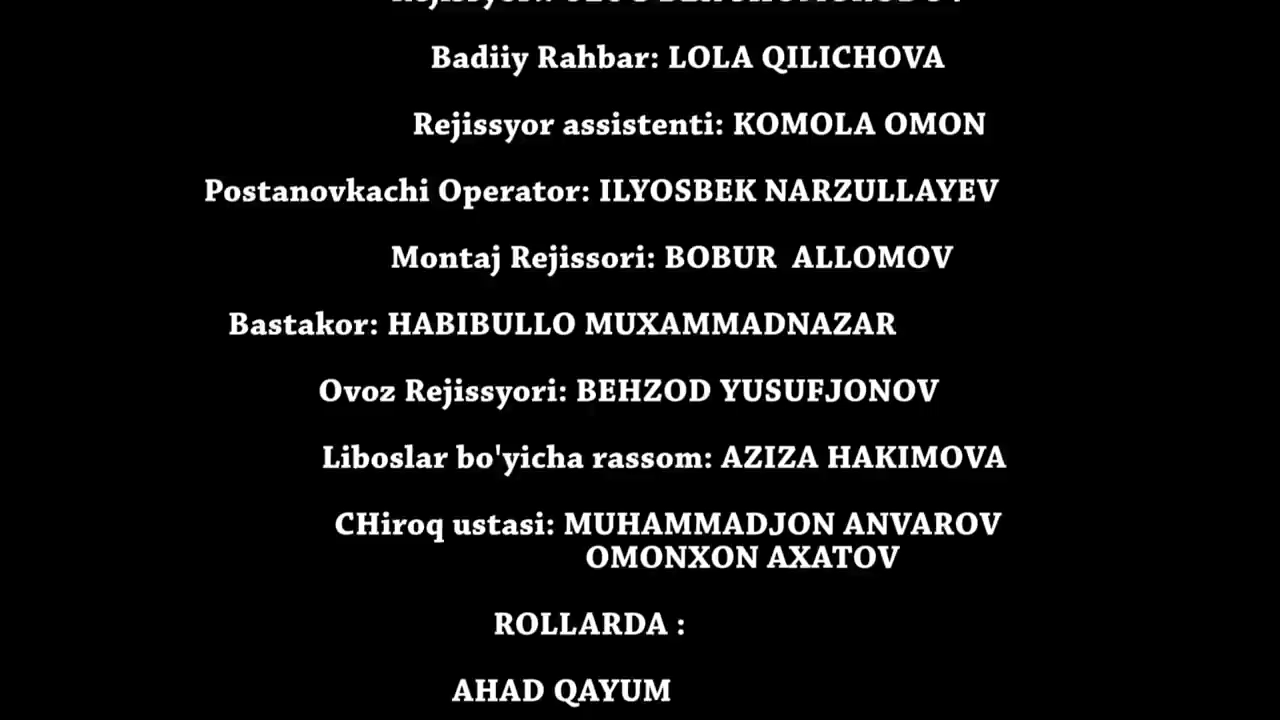 Badiiy Rahbar: LOLA QILICHOVA
Rejissyor assistenti: KOMOLA OMON
Postanovkachi Operator: ILYOSBEK NARZULLAYEV
Montaj Rejissori: BOBUR  ALLOMOV
Bastakor: HABIBULLO MUXAMMADNAZAR
Ovoz Rejissyori: BEHZOD YUSUFJONOV
Liboslar bo'yicha rassom: AZIZA HAKIMOVA
CHiroq ustasi: MUHAMMADJON ANVAROV
OMONXON AXATOV
ROLLARDA :
AHAD QAYUM